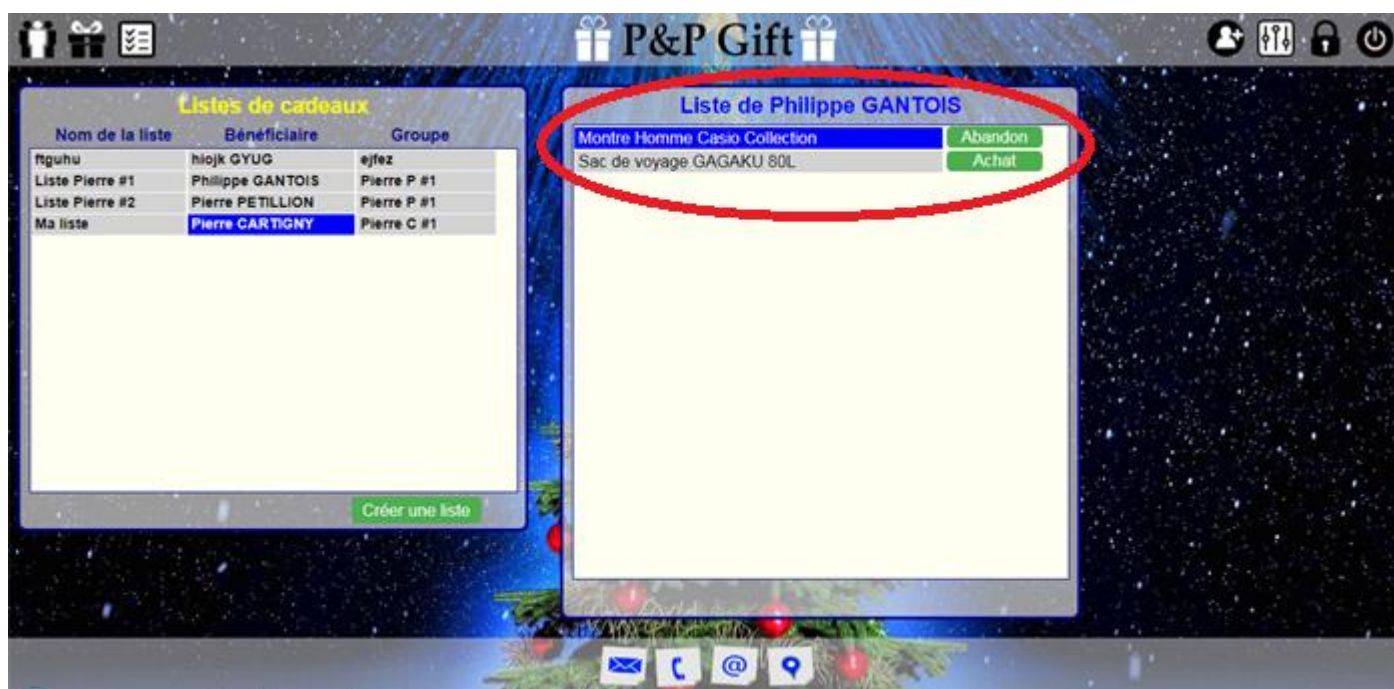 P&P Gift
Listes de cadeaux
Nom de la liste Bénéficiaire Groupe
ftguhu hiojk GYUG ejfez
Liste Pierre #1 Philippe GANTOIS Pierre P #1
Liste Pierre #2 Pierre PETILLION Pierre P #1
Ma liste Pierre CARTIGNY Pierre C #1
Créer une liste
Liste de Philippe GANTOIS
Montre Homme Casio Collection Abandon
Sac de voyage GAGAKU 80L Achat
@